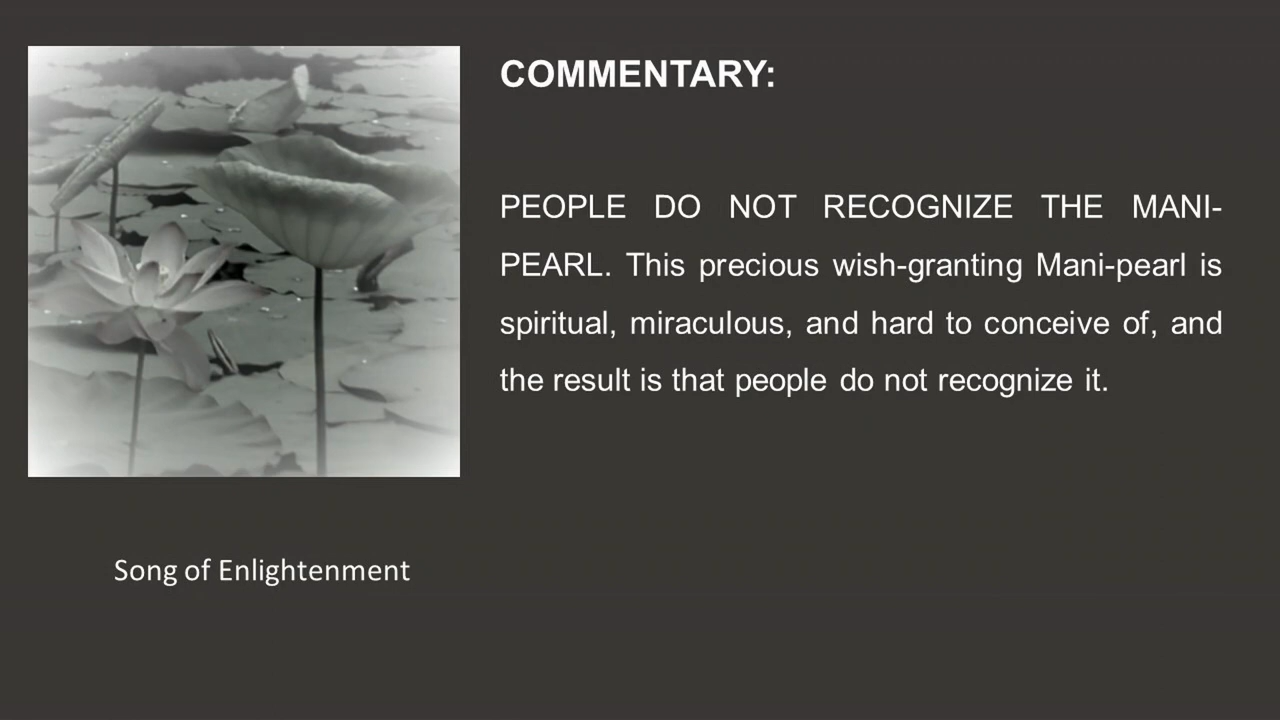 COMMENTARY:
PEOPLE DO NOT RECOGNIZE THE MANI-
PEARL. This precious wish-granting Mani-pearl is
spiritual, miraculous, and hard to conceive of, and
the result is that people do not recognize it.
Song of Enlightenment